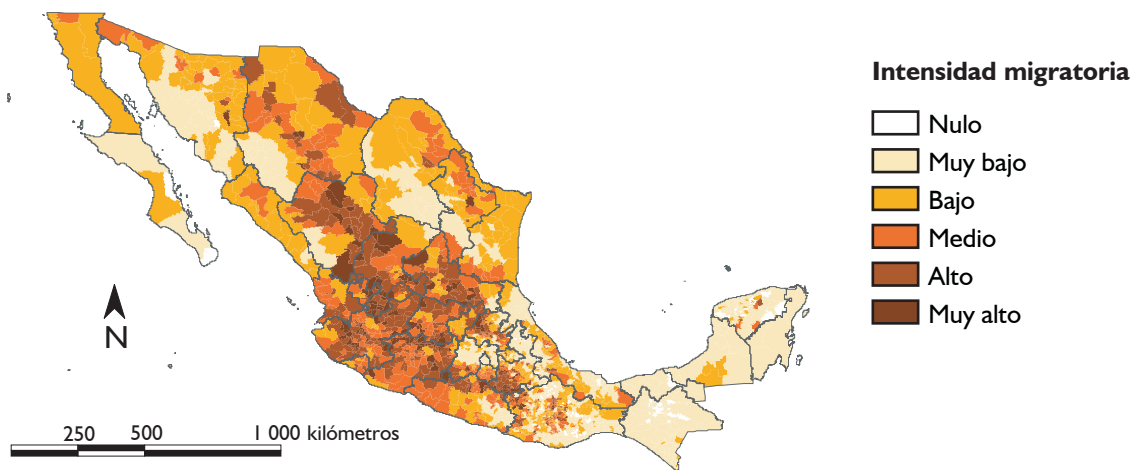 Intensidad migratoria
Nulo
Muy bajo
Bajo
Medio
Alto
Muy alto
N
250 500 1 000 kilómetros